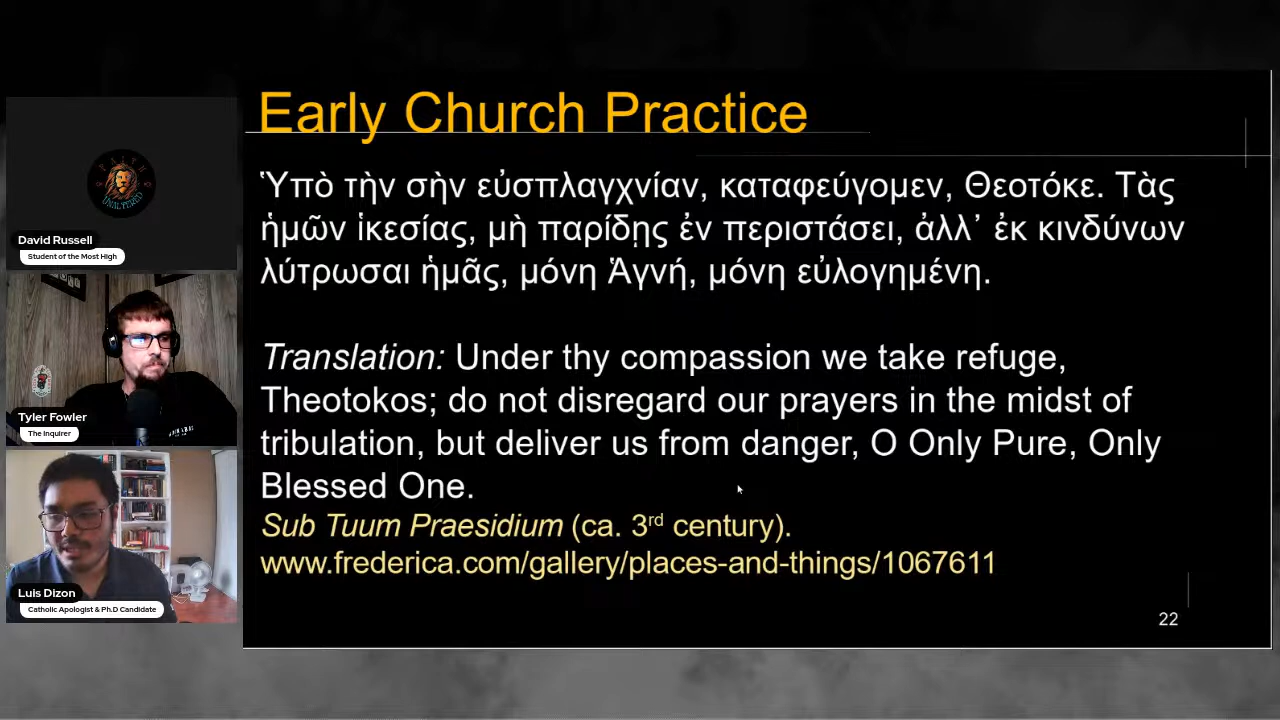 Early Church Practice
Ὑπὸ τὴν σὴν εὐσπλαγχνίαν, καταφεύγομεν, Θεοτόκε. Τὰς
ἡμῶν ἱκεσίας, μὴ παρίδῃς ἐν περιστάσει, ἀλλ᾽ ἐκ κινδύνων
λύτρωσαι ἡμᾶς, μόνη Ἁγνή, μόνη εὐλογημένη.
Translation: Under thy compassion we take refuge,
Theotokos; do not disregard our prayers in the midst of
tribulation, but deliver us from danger, O Only Pure, Only
Blessed One.
Sub Tuum Praesidium (ca. 3rd century).
www.frederica.com/gallery/places-and-things/1067611
22
FAITH
UNALTERED
David Russell
Student of the Most High
Tyler Fowler
The Inquirer
Luis Dizon
Catholic Apologist & Ph.D Candidate